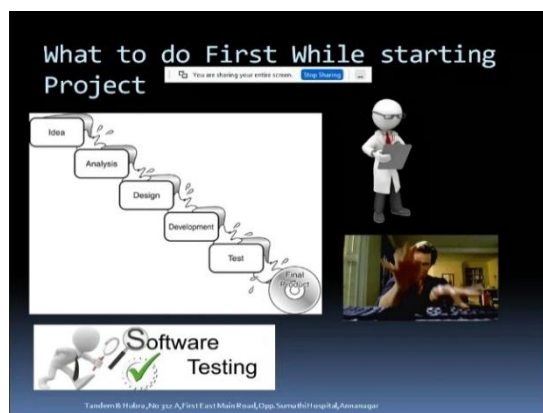 What to do First While starting
Project
You are sharing your entire screen.
Stop Sharing
Idea
Analysis
Design
Development
Test
Final
Product
Software
Testing
Tandem & Hubra,No 312 A,First East Main Road,Opp.Sumathi Hospital,Annanagar